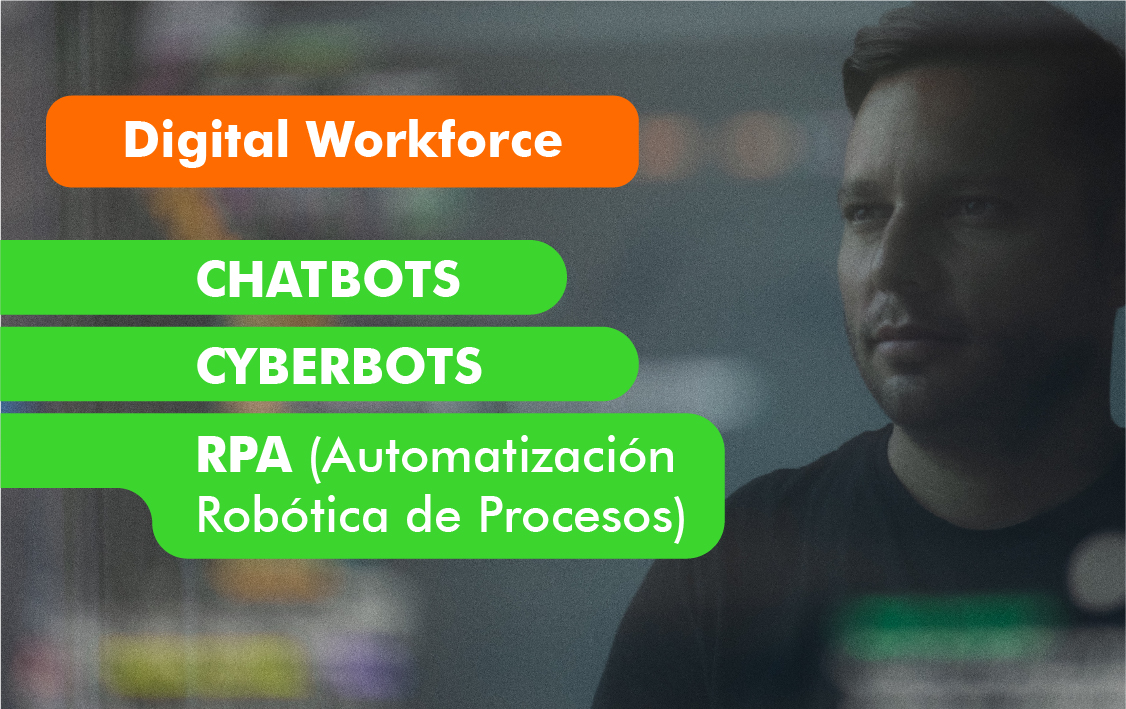 Digital Workforce
CHATBOTS
CYBERBOTS
RPA (Automatización
Robótica de Procesos)